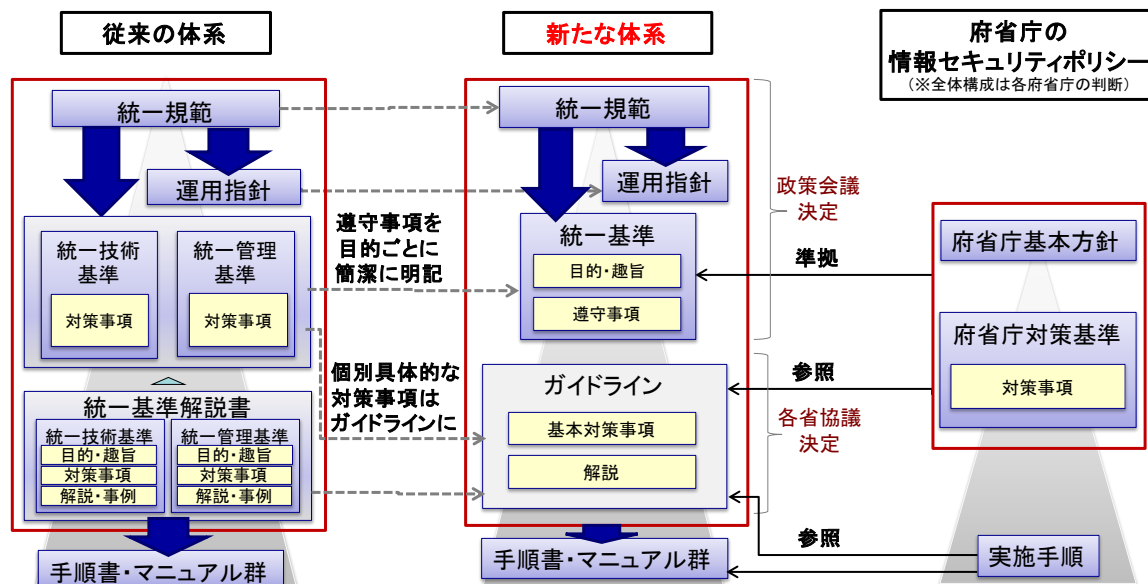 従来の体系
新たな体系
府省庁の
情報セキュリティポリシー
(※全体構成は各府省庁の判断)
統一規範
運用指針
統一技術
基準
対策事項
統一管理
基準
対策事項
統一基準解説書
統一技術基準
目的・趣旨
対策事項
解説・事例
統一管理基準
目的・趣旨
対策事項
解説・事例
手順書・マニュアル群
遵守事項を
目的ごとに
簡潔に明記
個別具体的な
対策事項は
ガイドラインに
統一規範
運用指針
統一基準
目的・趣旨
遵守事項
ガイドライン
基本対策事項
解説
手順書・マニュアル群
政策会議
決定
各省協議
決定
準拠
参照
参照
府省庁基本方針
府省庁対策基準
対策事項
実施手順